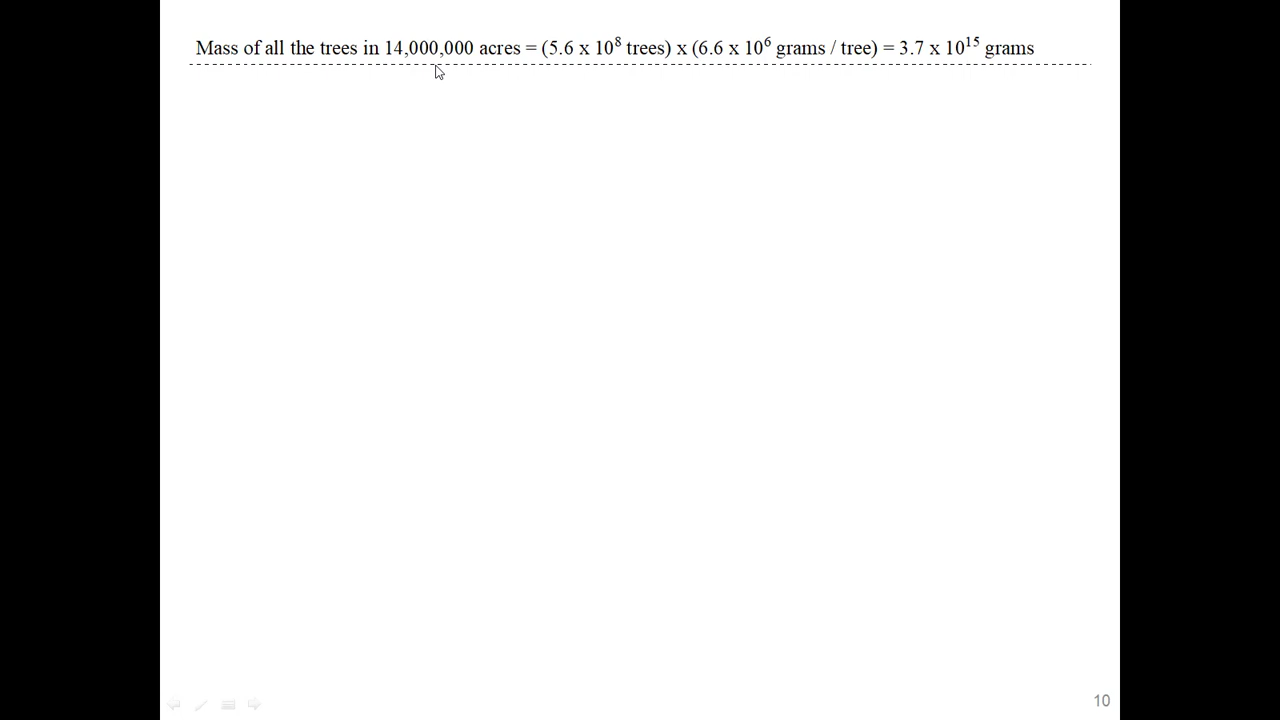 Mass of all the trees in 14,000,000 acres = (5.6 x 10⁸ trees) x (6.6 x 10⁶ grams / tree) = 3.7 x 10¹⁵ grams
10